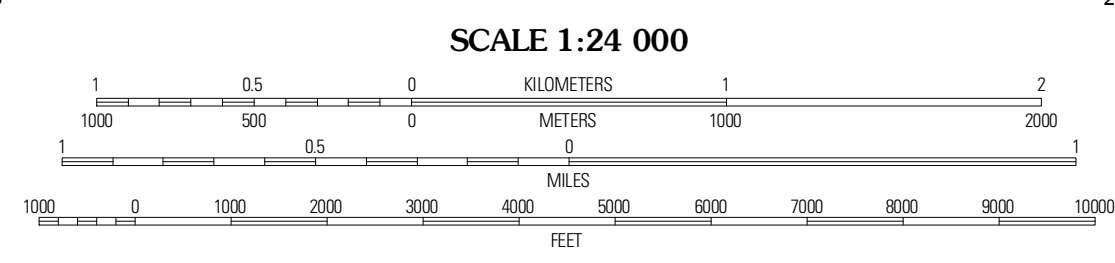 SCALE 1:24 000
1 0.5 0 KILOMETERS 1 2
1000 500 0 METERS 1000 2000
1 0.5 0 1
MILES
1000 0 1000 2000 3000 4000 5000 6000 7000 8000 9000 10000
FEET